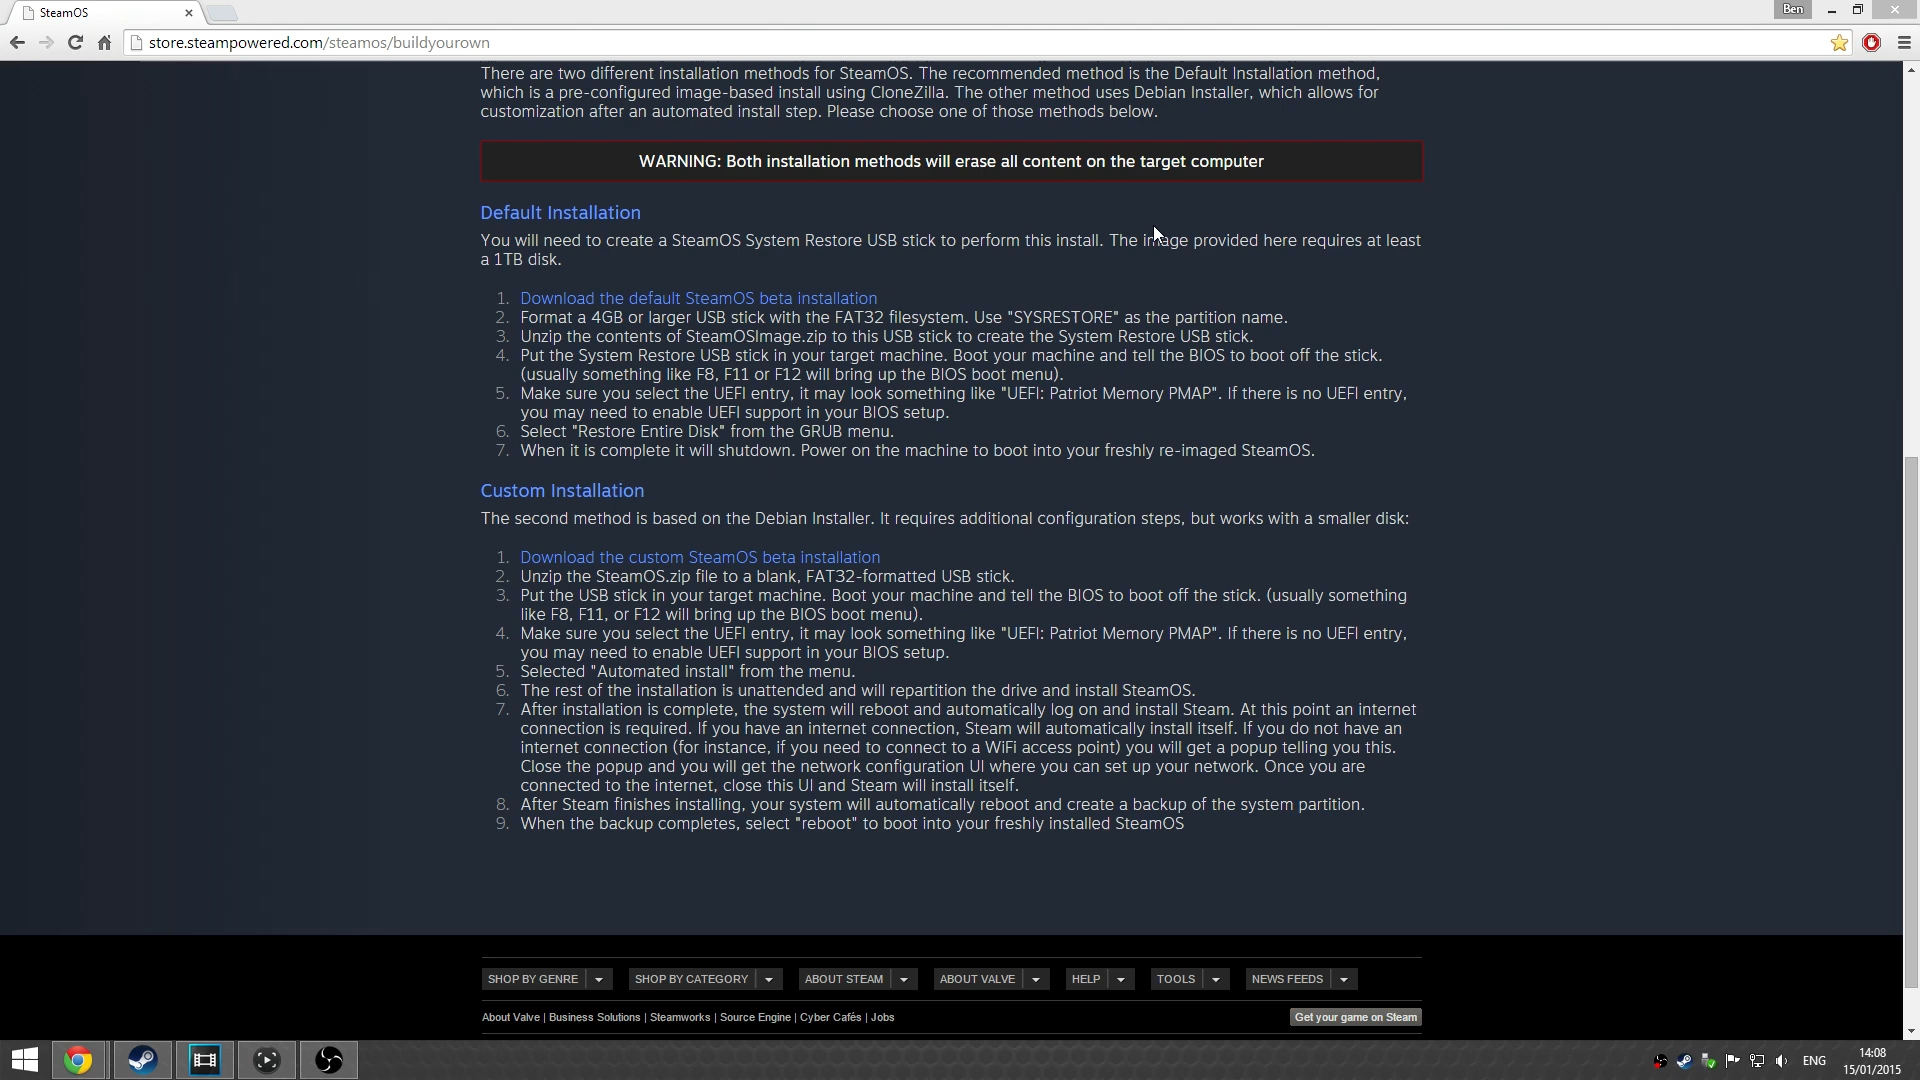 SteamOS
Ben
store.steampowered.com/steamos/buildyourown
There are two different installation methods for SteamOS. The recommended method is the Default Installation method,
which is a pre-configured image-based install using CloneZilla. The other method uses Debian Installer, which allows for
customization after an automated install step. Please choose one of those methods below.
WARNING: Both installation methods will erase all content on the target computer
Default Installation
You will need to create a SteamOS System Restore USB stick to perform this install. The image provided here requires at least
a 1TB disk.
1. Download the default SteamOS beta installation
2. Format a 4GB or larger USB stick with the FAT32 filesystem. Use "SYSRESTORE" as the partition name.
3. Unzip the contents of SteamOSImage.zip to this USB stick to create the System Restore USB stick.
4. Put the System Restore USB stick in your target machine. Boot your machine and tell the BIOS to boot off the stick.
(usually something like F8, F11 or F12 will bring up the BIOS boot menu).
5. Make sure you select the UEFI entry, it may look something like "UEFI: Patriot Memory PMAP". If there is no UEFI entry,
you may need to enable UEFI support in your BIOS setup.
6. Select "Restore Entire Disk" from the GRUB menu.
7. When it is complete it will shutdown. Power on the machine to boot into your freshly re-imaged SteamOS.
Custom Installation
The second method is based on the Debian Installer. It requires additional configuration steps, but works with a smaller disk:
1. Download the custom SteamOS beta installation
2. Unzip the SteamOS.zip file to a blank, FAT32-formatted USB stick.
3. Put the USB stick in your target machine. Boot your machine and tell the BIOS to boot off the stick. (usually something
like F8, F11, or F12 will bring up the BIOS boot menu).
4. Make sure you select the UEFI entry, it may look something like "UEFI: Patriot Memory PMAP". If there is no UEFI entry,
you may need to enable UEFI support in your BIOS setup.
5. Selected "Automated install" from the menu.
6. The rest of the installation is unattended and will repartition the drive and install SteamOS.
7. After installation is complete, the system will reboot and automatically log on and install Steam. At this point an internet
connection is required. If you have an internet connection, Steam will automatically install itself. If you do not have an
internet connection (for instance, if you need to connect to a WiFi access point) you will get a popup telling you this.
Close the popup and you will get the network configuration UI where you can set up your network. Once you are
connected to the internet, close this UI and Steam will install itself.
8. After Steam finishes installing, your system will automatically reboot and create a backup of the system partition.
9. When the backup completes, select "reboot" to boot into your freshly installed SteamOS
SHOP BY GENRE SHOP BY CATEGORY ABOUT STEAM ABOUT VALVE HELP TOOLS NEWS FEEDS
About Valve | Business Solutions | Steamworks | Source Engine | Cyber Cafés | Jobs
Get your game on Steam
ENG
14:08
15/01/2015